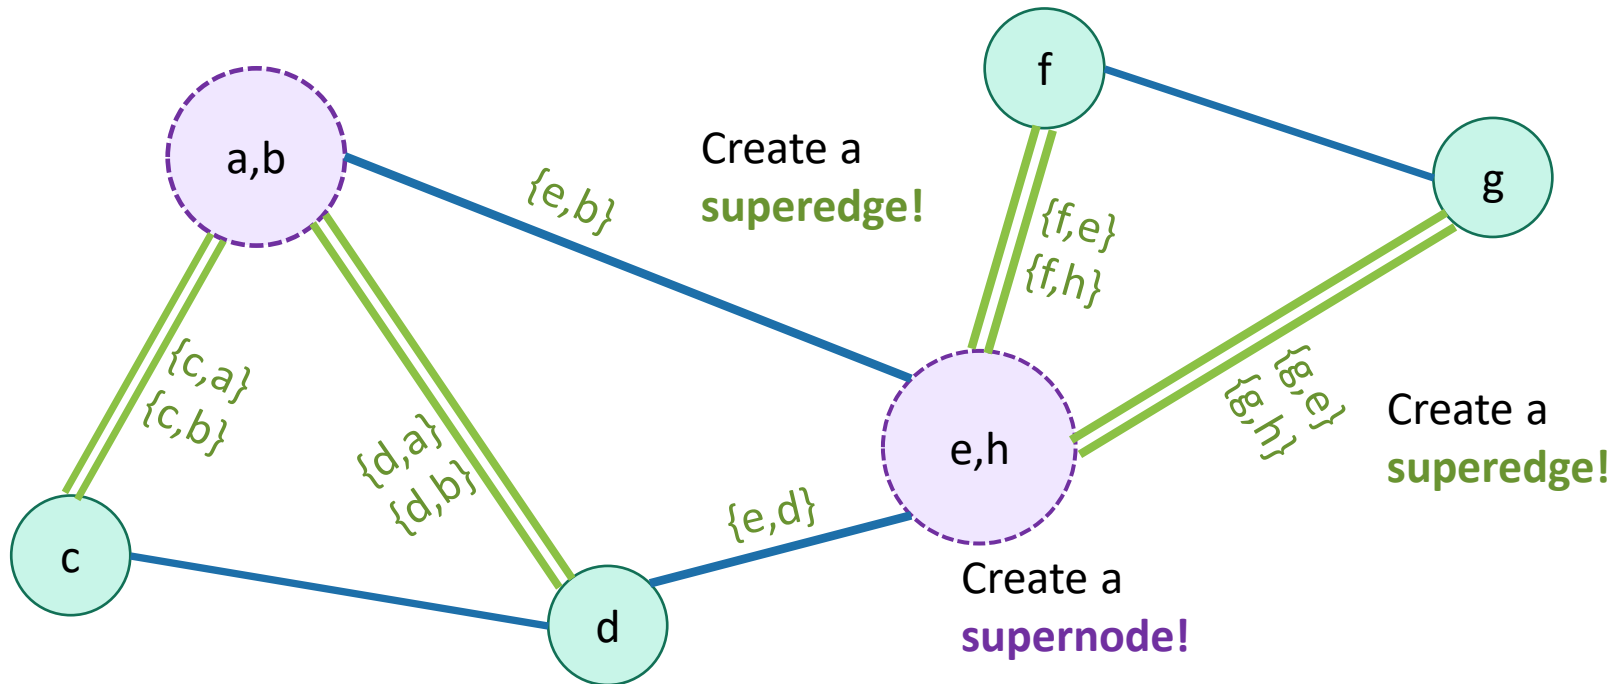 f
a,b
Create a
superedge!
{e,b}
g
{f,e}
{f,h}
{c,a}
{c,b}
{d,a}
{d,b}
{g,e}
{g,h}
Create a
superedge!
e,h
{e,d}
c
Create a
supernode!
d